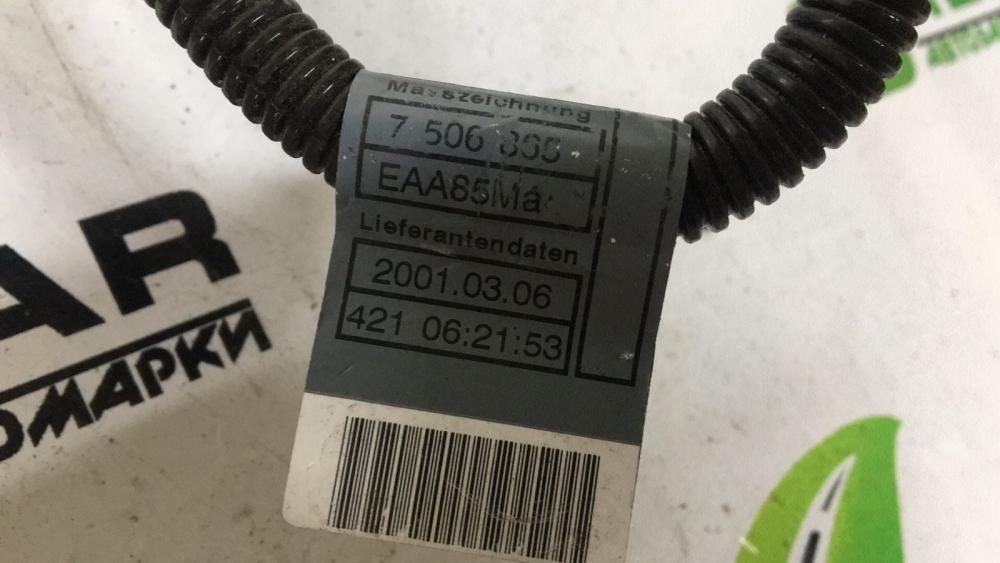 Masszeichnung
7 506 865
EAA85Ma
Lieferantendaten
2001.03.06
421 06:21:53
AR
ОМАРКИ